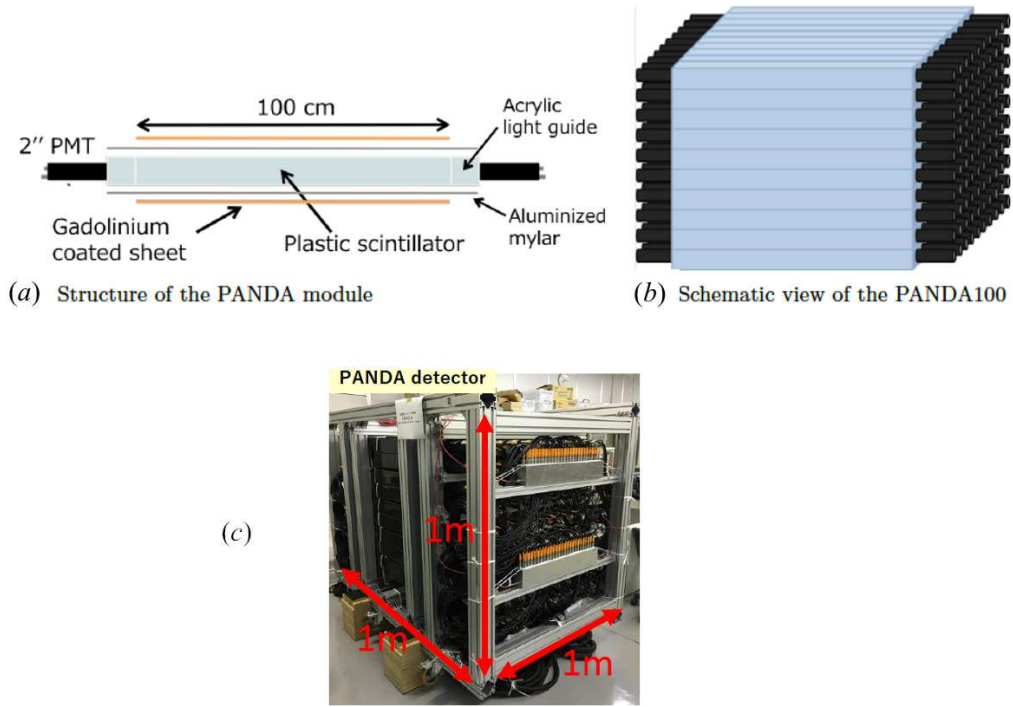 100 cm
Acrylic
light guide
2′′ PMT
Gadolinium
coated sheet
Plastic scintillator
Aluminized
mylar
(a) Structure of the PANDA module
(b) Schematic view of the PANDA100
PANDA detector
(c)
1m
1m
1m